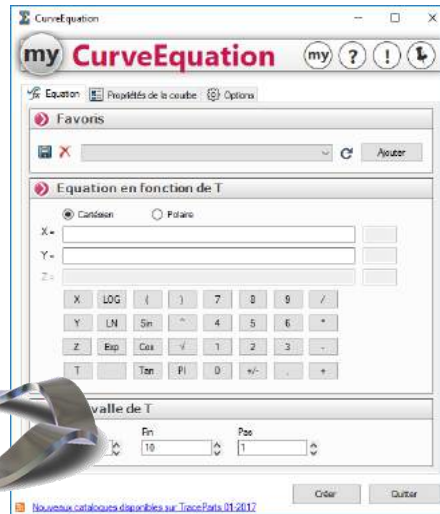 CurveEquation
my CurveEquation my ? !
Equation Propriétés de la courbe Options
Favoris
Ajouter
Equation en fonction de T
Cartésien Polaire
X =
Y =
Z =
X LOG ( ) 7 8 9 /
Y LN Sin ^ 4 5 6 *
Z Exp Cos √ 1 2 3 -
T Tan PI 0 +/- . +
valle de T
Fin Pas
10 1
Créer Quitter
Nouveaux catalogues disponibles sur TraceParts 01-2017